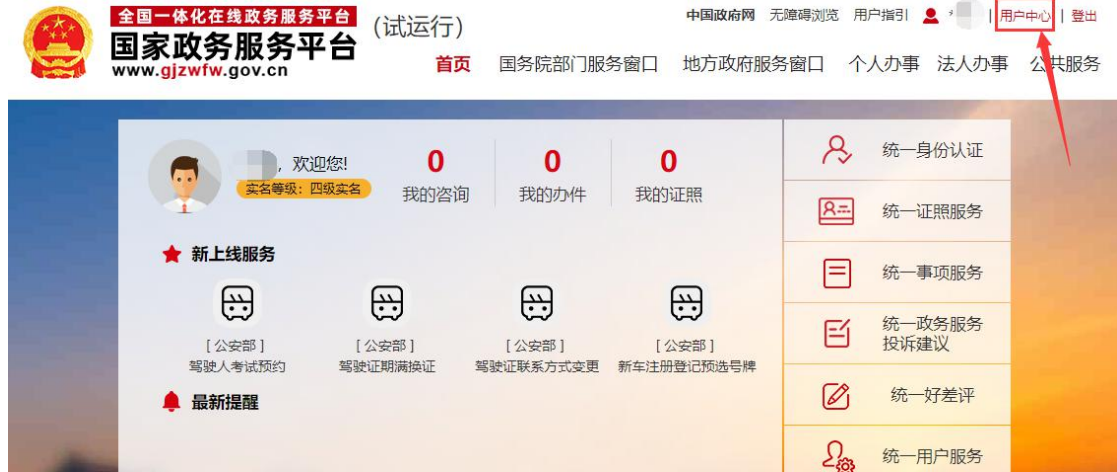 全国一体化在线政务服务平台
国家政务服务平台
www.gjzwfw.gov.cn
(试运行)
中国政府网 无障碍浏览 用户指引 * | 用户中心 | 登出
首页 国务院部门服务窗口 地方政府服务窗口 个人办事 法人办事 公共服务
，欢迎您!
实名等级：四级实名
0 0 0
我的咨询 我的办件 我的证照
新上线服务
[ 公安部 ] [ 公安部 ] [ 公安部 ] [ 公安部 ]
驾驶人考试预约 驾驶证期满换证 驾驶证联系方式变更 新车注册登记预选号牌
最新提醒
统一身份认证
统一证照服务
统一事项服务
统一政务服务
投诉建议
统一好差评
统一用户服务